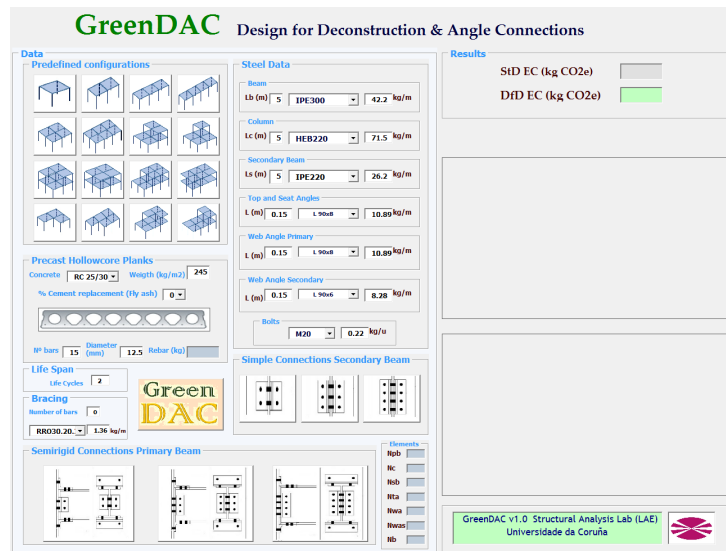 GreenDAC Design for Deconstruction & Angle Connections
Data
Predefined configurations
Steel Data
Beam
Lb (m) 5 IPE300 42.2 kg/m
Column
Lc (m) 5 HEB220 71.5 kg/m
Secondary Beam
Ls (m) 5 IPE220 26.2 kg/m
Top and Seat Angles
L (m) 0.15 L 90x8 10.89 kg/m
Web Angle Primary
L (m) 0.15 L 90x8 10.89 kg/m
Web Angle Secondary
L (m) 0.15 L 90x6 8.28 kg/m
Bolts
M20 0.22 kg/u
Precast Hollowcore Planks
Concrete RC 25/30 Weigth (kg/m2) 245
% Cement replacement (Fly ash) 0
Nº bars 15 Diameter (mm) 12.5 Rebar (kg)
Life Span
Life Cycles 2
Bracing
Number of bars 0
RR030.20. 1.36 kg/m
Green
DAC
Simple Connections Secondary Beam
Semirigid Connections Primary Beam
Elements
Npb
Nc
Nsb
Nta
Nwa
Nwas
Nb
Results
StD EC (kg CO2e)
DfD EC (kg CO2e)
GreenDAC v1.0 Structural Analysis Lab (LAE)
Universidade da Coruña